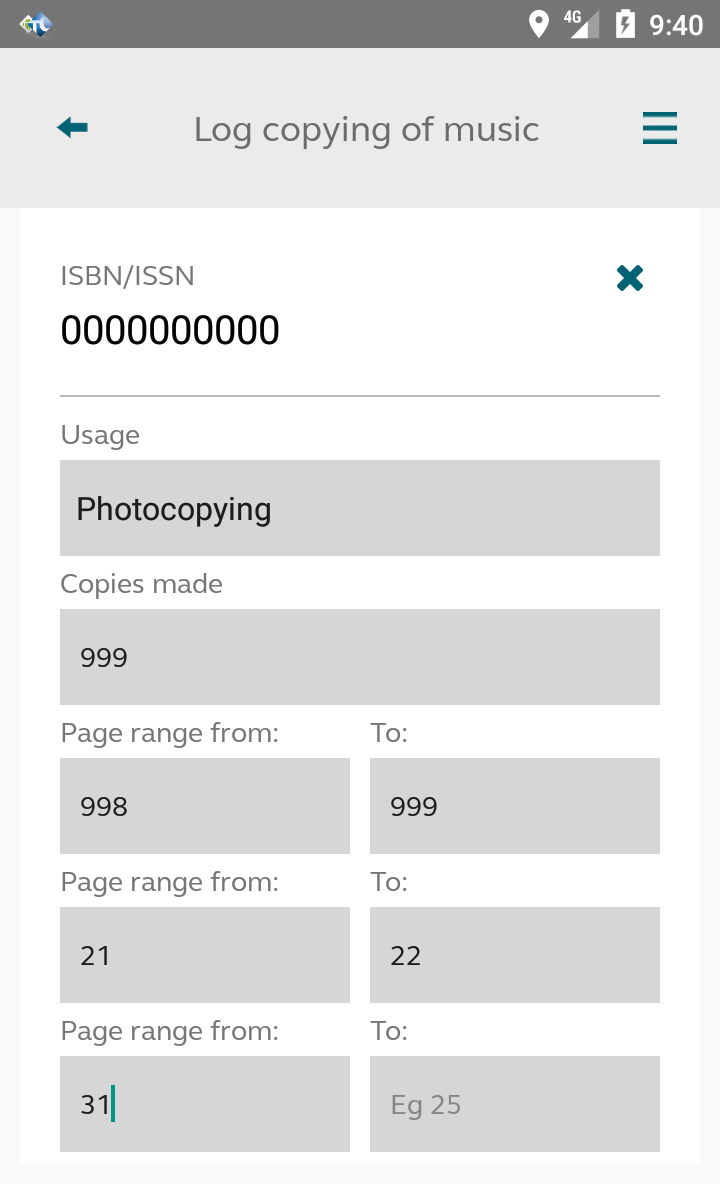 4G 9:40
Log copying of music
ISBN/ISSN
0000000000
Usage
Photocopying
Copies made
999
Page range from: To:
998 999
Page range from: To:
21 22
Page range from: To:
31 Eg 25